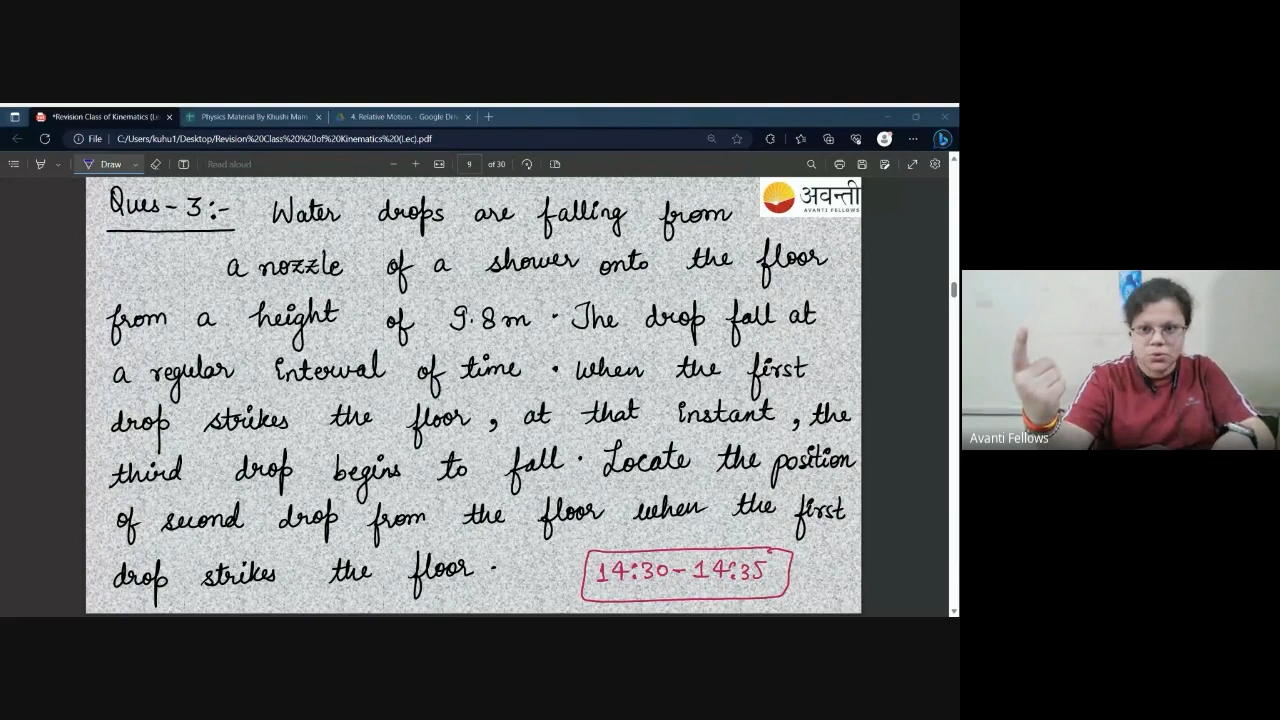 *Revision Class of Kinematics (Le
Physics Material By Khushi Mam
4. Relative Motion. - Google Dri
File
C:/Users/kuhu1/Desktop/Revision%20Class%20%20of%20Kinematics%20(Lec).pdf
Draw
Read aloud
9
of 30
Ques - 3 :- Water drops are falling from
a nozzle of a shower onto the floor
from a height of 9.8m . The drop fall at
a regular interval of time . When the first
drop strikes the floor , at that instant , the
third drop begins to fall . Locate the position
of second drop from the floor when the first
drop strikes the floor .
14:30 - 14:35
अवन्ती
AVANTI FELLOWS
Avanti Fellows